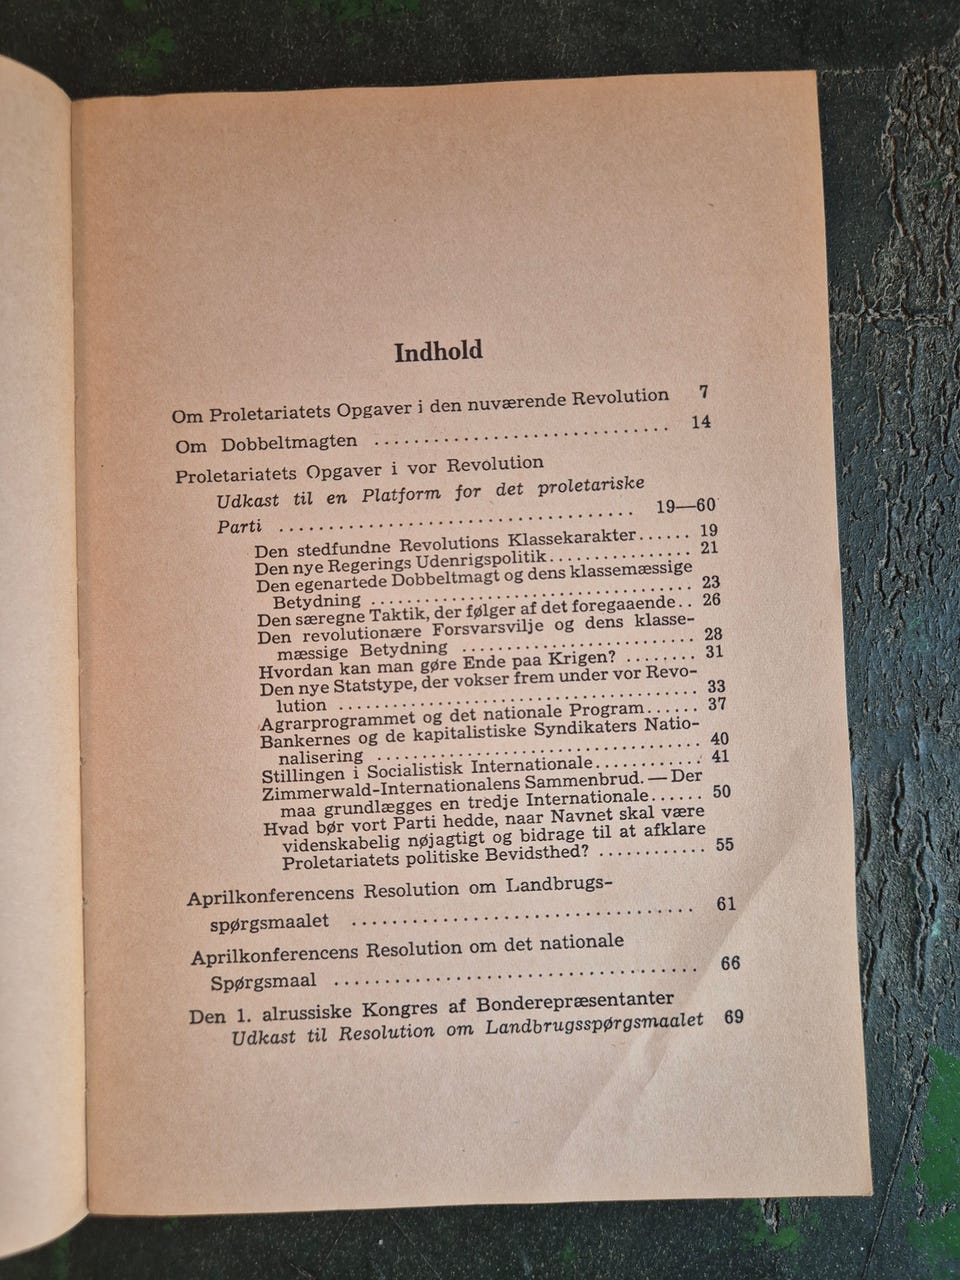 Indhold
Om Proletariatets Opgaver i den nuværende Revolution 7
Om Dobbeltmagten .............................. 14
Proletariatets Opgaver i vor Revolution
Udkast til en Platform for det proletariske
Parti .................................... 19—60
Den stedfundne Revolutions Klassekarakter...... 19
Den nye Regerings Udenrigspolitik............... 21
Den egenartede Dobbeltmagt og dens klassemæssige
Betydning .................................. 23
Den særegne Taktik, der følger af det foregaaende.. 26
Den revolutionære Forsvarsvilje og dens klasse-
mæssige Betydning ......................... 28
Hvordan kan man gøre Ende paa Krigen? ........ 31
Den nye Statstype, der vokser frem under vor Revo-
lution ...................................... 33
Agrarprogrammet og det nationale Program...... 37
Bankernes og de kapitalistiske Syndikaters Natio-
nalisering .................................. 40
Stillingen i Socialistisk Internationale............ 41
Zimmerwald-Internationalens Sammenbrud. — Der
maa grundlægges en tredje Internationale...... 50
Hvad bør vort Parti hedde, naar Navnet skal være
videnskabelig nøjagtigt og bidrage til at afklare
Proletariatets politiske Bevidsthed? ............ 55
Aprilkonferencens Resolution om Landbrugs-
spørgsmaalet .................................. 61
Aprilkonferencens Resolution om det nationale
Spørgsmaal .................................... 66
Den 1. alrussiske Kongres af Bonderepræsentanter
Udkast til Resolution om Landbrugsspørgsmaalet 69